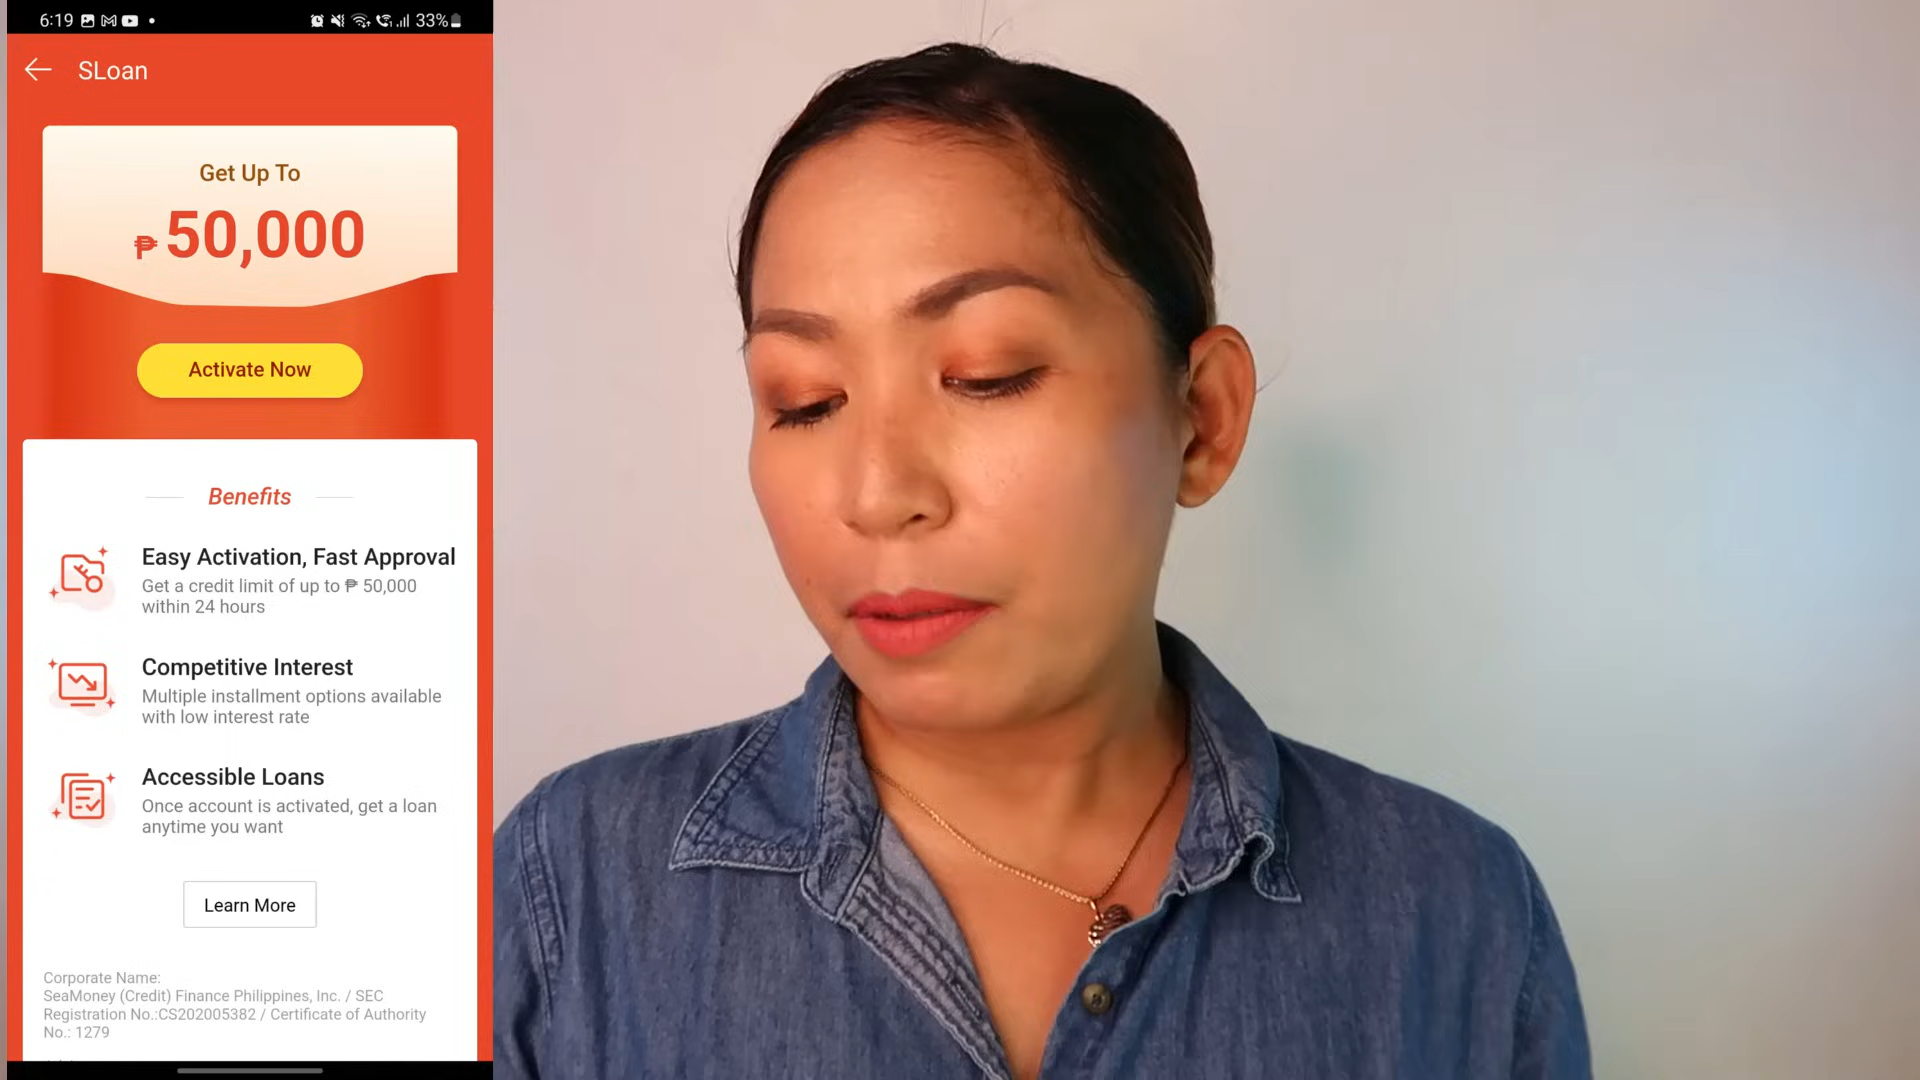 6:19
33%
SLoan
Get Up To
₱ 50,000
Activate Now
Benefits
Easy Activation, Fast Approval
Get a credit limit of up to ₱ 50,000
within 24 hours
Competitive Interest
Multiple installment options available
with low interest rate
Accessible Loans
Once account is activated, get a loan
anytime you want
Learn More
Corporate Name:
SeaMoney (Credit) Finance Philippines, Inc. / SEC
Registration No.:CS202005382 / Certificate of Authority
No.: 1279